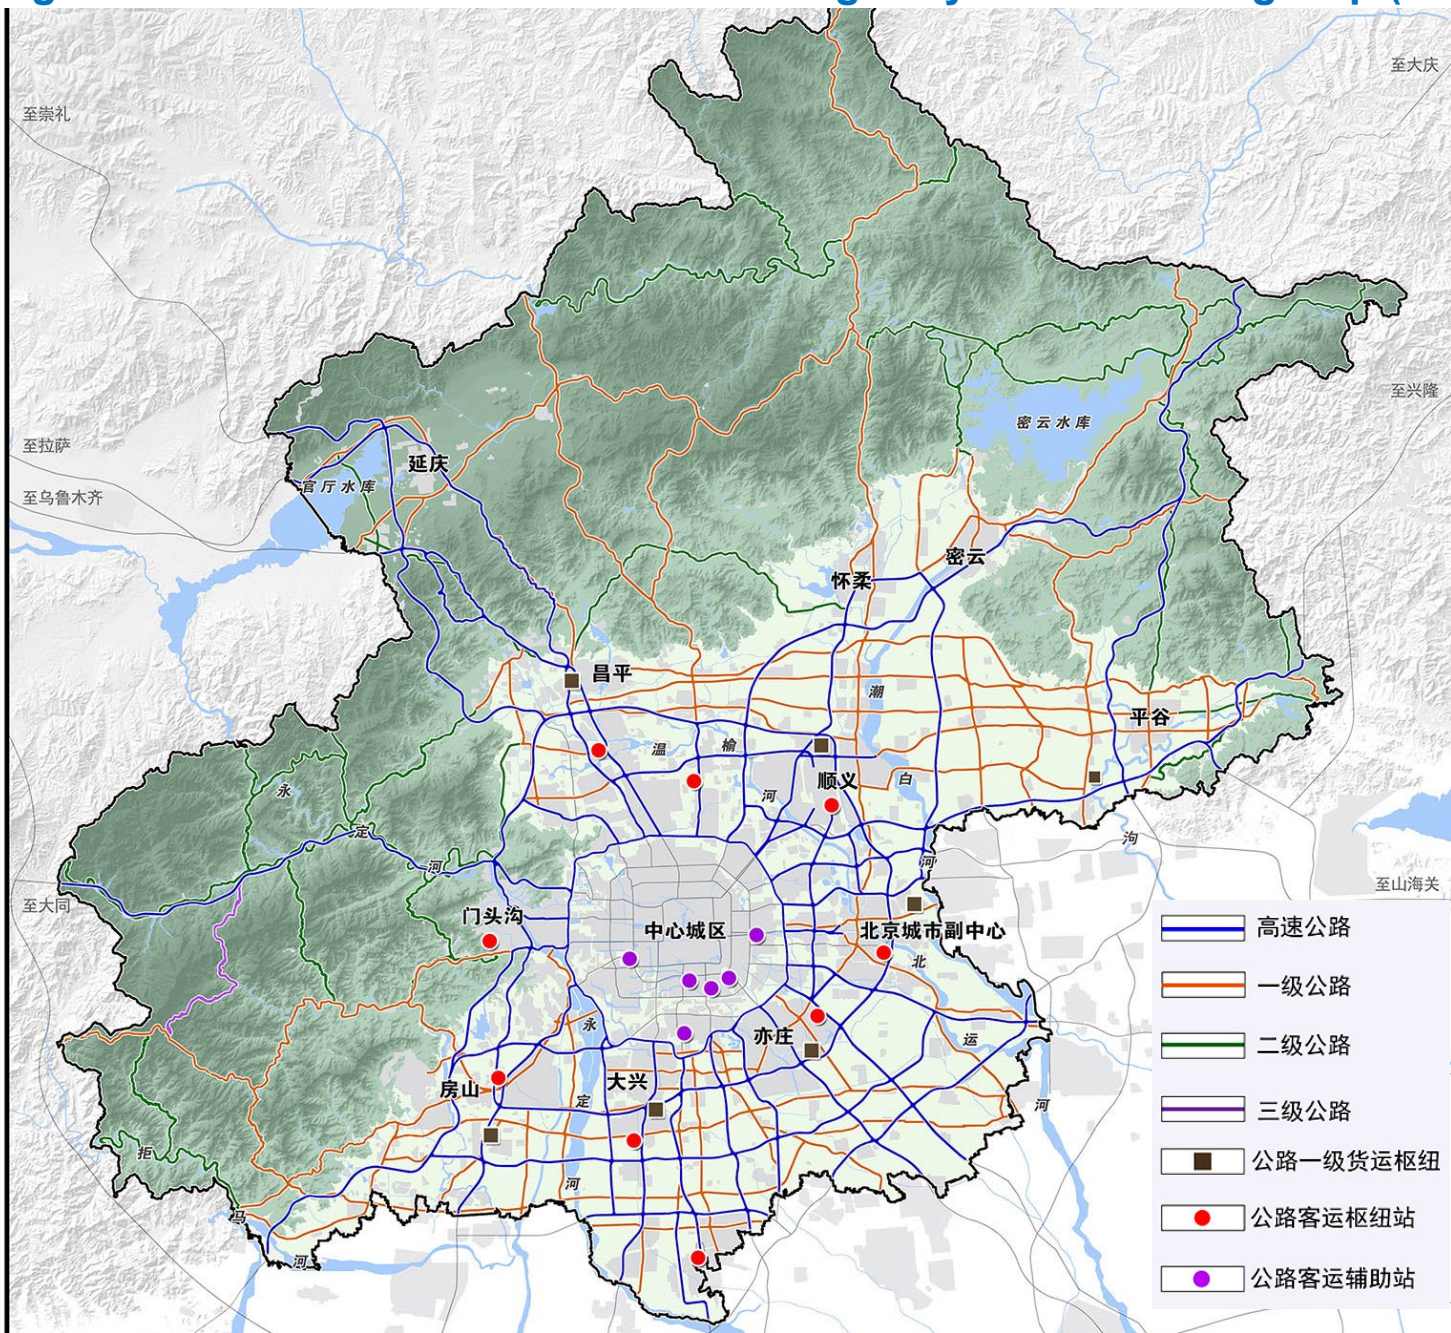 至大庆
至崇礼
至兴隆
密云水库
至拉萨
延庆
官厅水库
至乌鲁木齐
密云
怀柔
昌平
潮
平谷
温
榆
河
顺义
白
永
定
河
河
泃
至山海关
至大同
门头沟
中心城区
北京城市副中心
北
高速公路
一级公路
永
亦庄
运
二级公路
大兴
房山
定
河
三级公路
拒
公路一级货运枢纽
河
马
公路客运枢纽站
河
公路客运辅助站